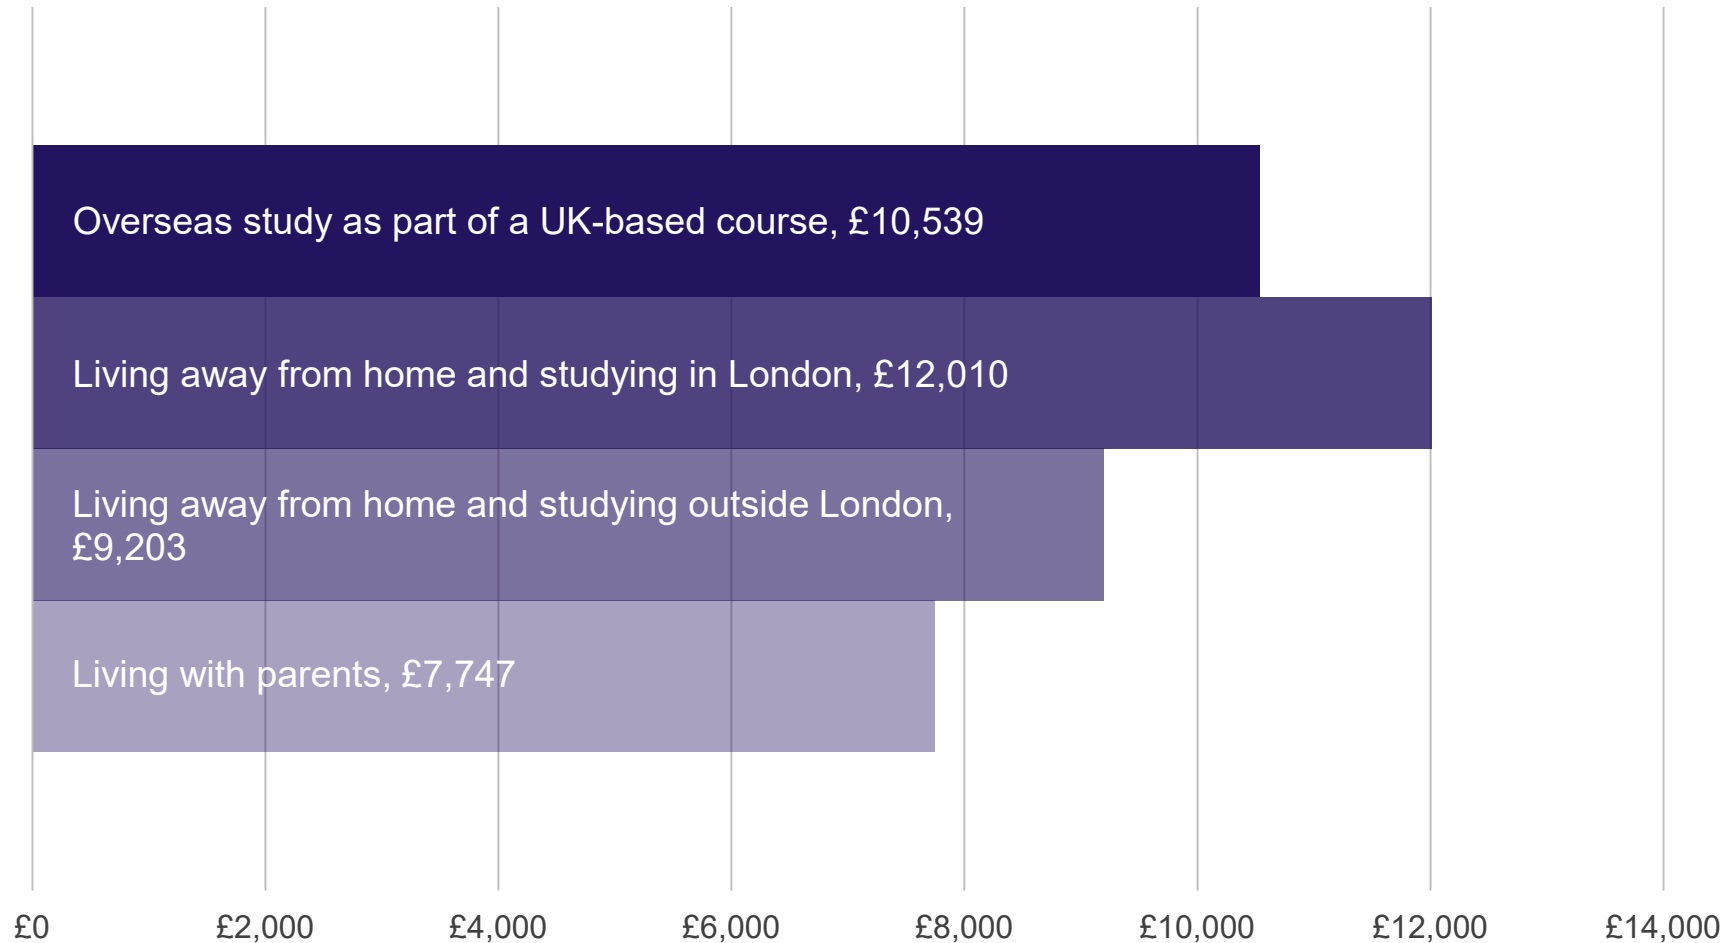 Overseas study as part of a UK-based course, £10,539
Living away from home and studying in London, £12,010
Living away from home and studying outside London,
£9,203
Living with parents, £7,747
£0 £2,000 £4,000 £6,000 £8,000 £10,000 £12,000 £14,000